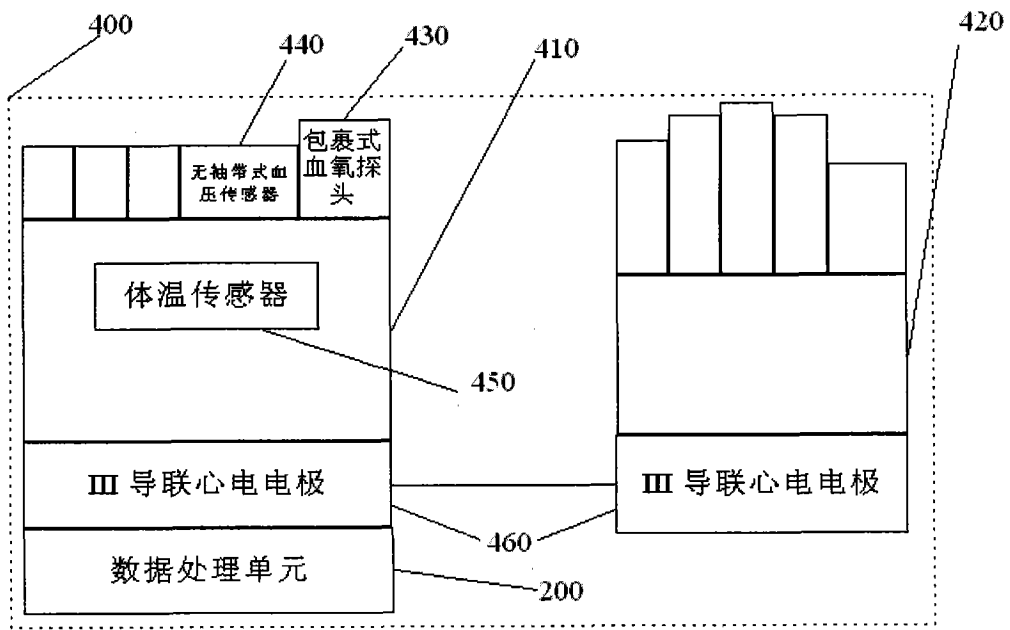 400
440
430
410
420
包裹式
血氧探
头
无袖带式血
压传感器
体温传感器
450
III 导联心电电极
III 导联心电电极
460
数据处理单元
200